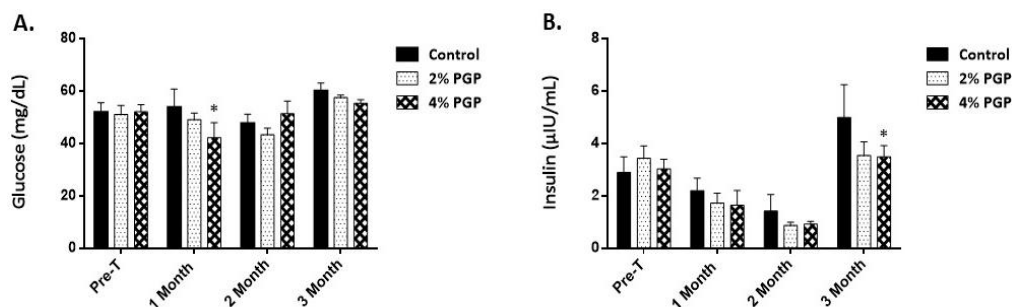 A.
80
60
40
20
0
Glucose (mg/dL)
*
Control
2% PGP
4% PGP
Pre-T
1 Month
2 Month
3 Month
B.
8
6
4
2
0
Insulin (µIU/mL)
*
Control
2% PGP
4% PGP
Pre-T
1 Month
2 Month
3 Month